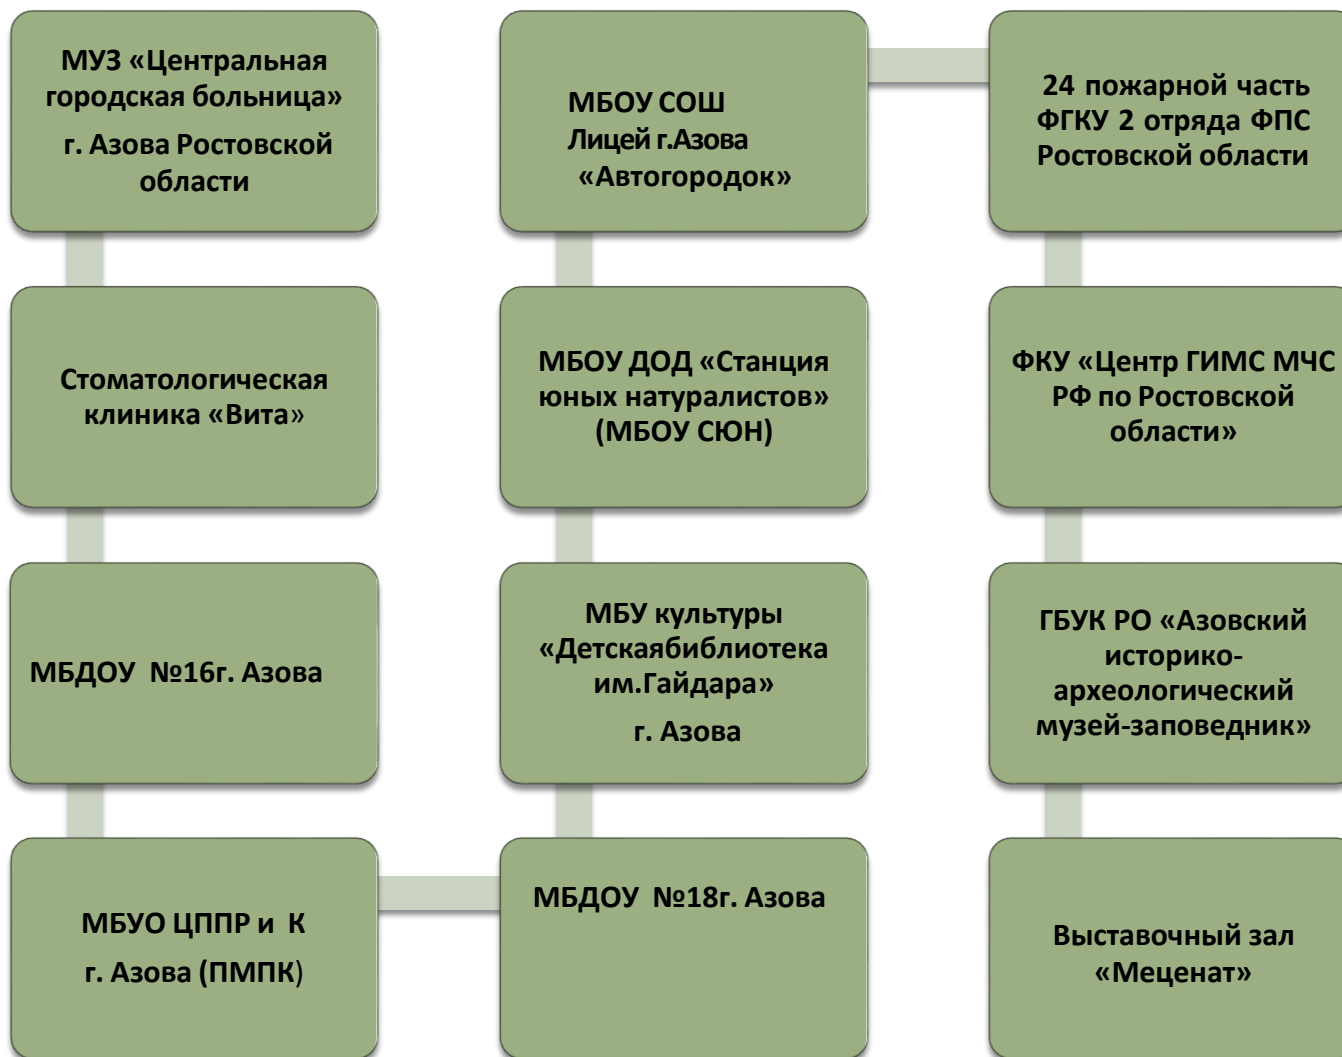 МУЗ «Центральная
городская больница»
г. Азова Ростовской
области
Стоматологическая
клиника «Вита»
МБДОУ №16г. Азова
МБУО ЦППР и К
г. Азова (ПМПК)
МБДОУ №18г. Азова
МБУ культуры
«Детскаябиблиотека
им.Гайдара»
г. Азова
МБОУ ДОД «Станция
юных натуралистов»
(МБОУ СЮН)
МБОУ СОШ
Лицей г.Азова
«Автогородок»
24 пожарной часть
ФГКУ 2 отряда ФПС
Ростовской области
ФКУ «Центр ГИМС МЧС
РФ по Ростовской
области»
ГБУК РО «Азовский
историко-
археологический
музей-заповедник»
Выставочный зал
«Меценат»